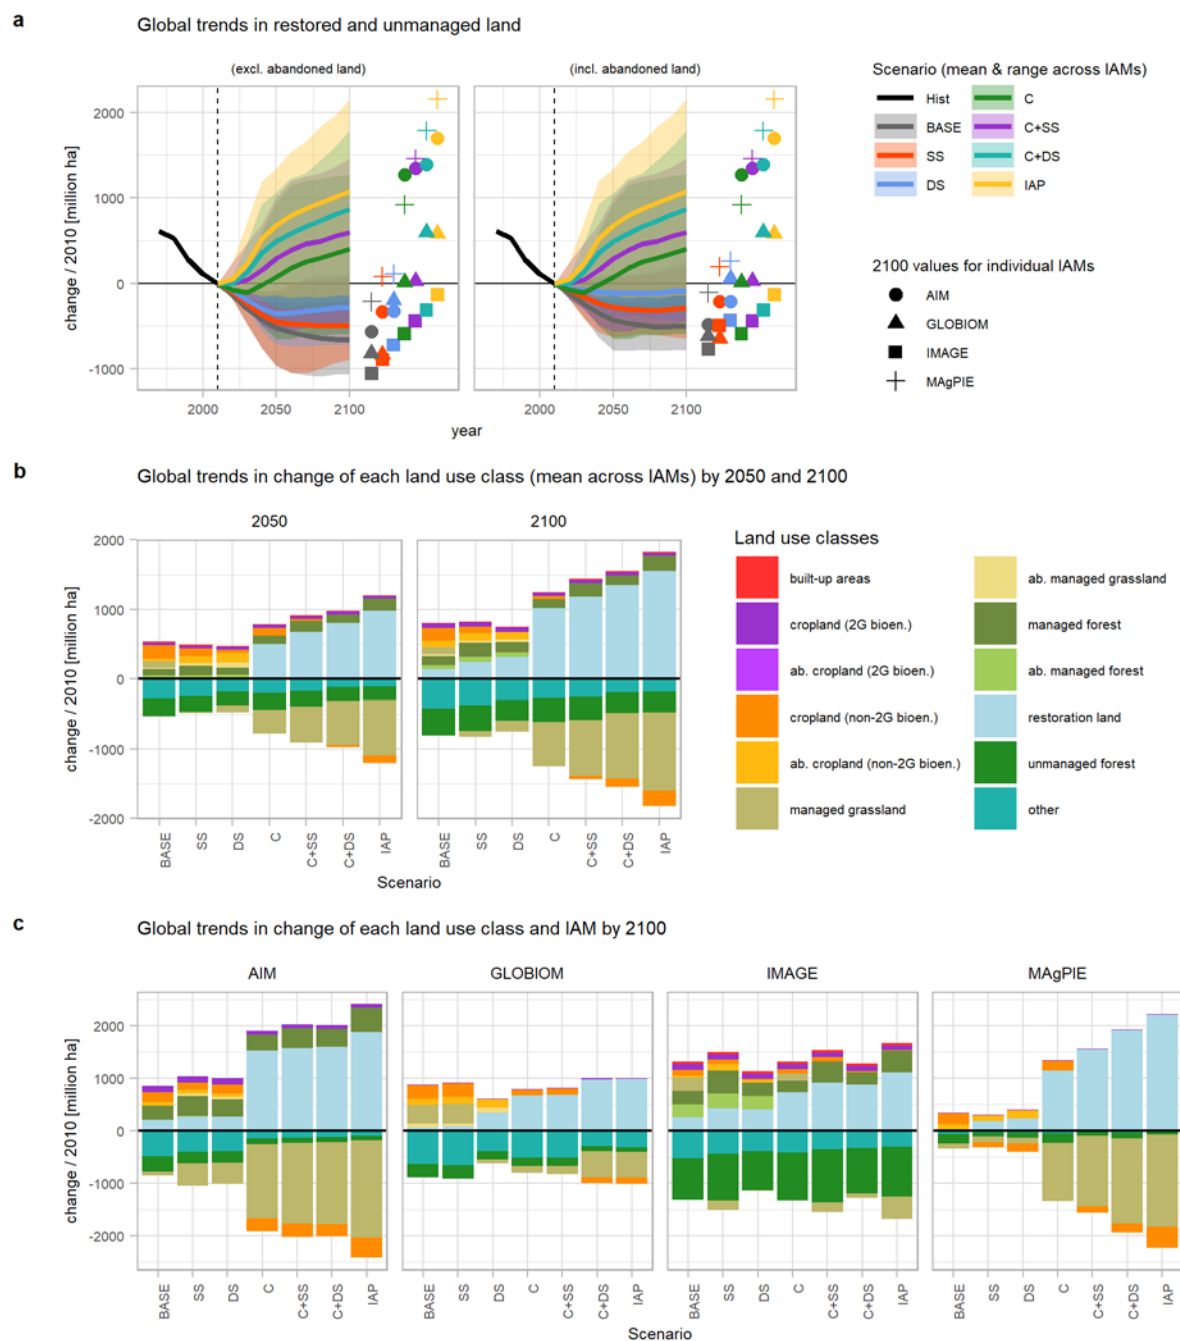 a
Global trends in restored and unmanaged land
(excl. abandoned land)
(incl. abandoned land)
change / 2010 [million ha]
2000
1000
0
-1000
2000
2050
2100
2000
2050
2100
year
Scenario (mean & range across IAMs)
Hist
C
BASE
C+SS
SS
C+DS
DS
IAP
2100 values for individual IAMs
AIM
GLOBIOM
IMAGE
MAgPIE
b
Global trends in change of each land use class (mean across IAMs) by 2050 and 2100
2050
2100
change / 2010 [million ha]
2000
1000
0
-1000
-2000
BASE
SS
DS
C
C+SS
C+DS
IAP
BASE
SS
DS
C
C+SS
C+DS
IAP
Scenario
Land use classes
built-up areas
ab. managed grassland
cropland (2G bioen.)
managed forest
ab. cropland (2G bioen.)
ab. managed forest
cropland (non-2G bioen.)
restoration land
ab. cropland (non-2G bioen.)
unmanaged forest
managed grassland
other
c
Global trends in change of each land use class and IAM by 2100
AIM
GLOBIOM
IMAGE
MAgPIE
change / 2010 [million ha]
2000
1000
0
-1000
-2000
BASE
SS
DS
C
C+SS
C+DS
IAP
BASE
SS
DS
C
C+SS
C+DS
IAP
BASE
SS
DS
C
C+SS
C+DS
IAP
BASE
SS
DS
C
C+SS
C+DS
IAP
Scenario